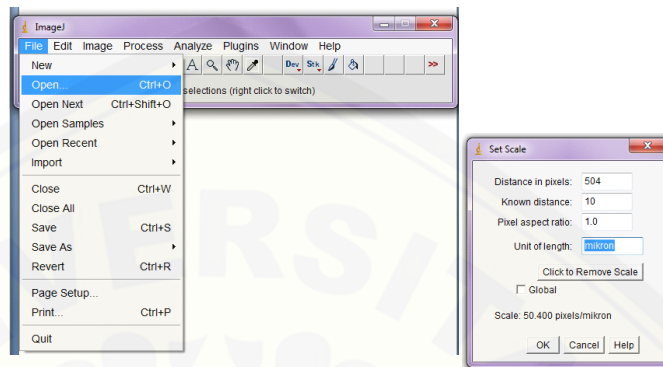 ImageJ
File Edit Image Process Analyze Plugins Window Help
A Dev Stk >>
selections (right click to switch)
New
Open... Ctrl+O
Open Next Ctrl+Shift+O
Open Samples
Open Recent
Import
Close Ctrl+W
Close All
Save Ctrl+S
Save As
Revert Ctrl+R
Page Setup...
Print... Ctrl+P
Quit
Set Scale
Distance in pixels: 504
Known distance: 10
Pixel aspect ratio: 1.0
Unit of length: mikron
Click to Remove Scale
Global
Scale: 50.400 pixels/mikron
OK Cancel Help